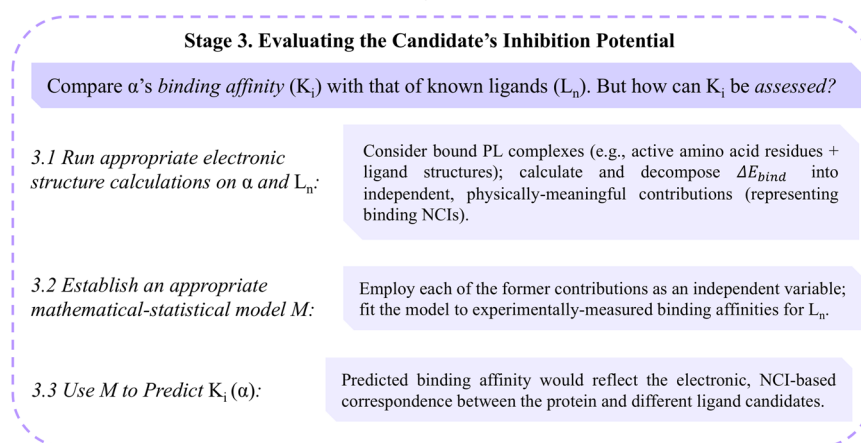 Stage 3. Evaluating the Candidate's Inhibition Potential
Compare α's binding affinity (Kᵢ) with that of known ligands (Lₙ). But how can Kᵢ be assessed?
3.1 Run appropriate electronic
structure calculations on α and Lₙ:
Consider bound PL complexes (e.g., active amino acid residues +
ligand structures); calculate and decompose ΔE_bind into
independent, physically-meaningful contributions (representing
binding NCIs).
3.2 Establish an appropriate
mathematical-statistical model M:
Employ each of the former contributions as an independent variable;
fit the model to experimentally-measured binding affinities for Lₙ.
3.3 Use M to Predict Kᵢ (α):
Predicted binding affinity would reflect the electronic, NCI-based
correspondence between the protein and different ligand candidates.